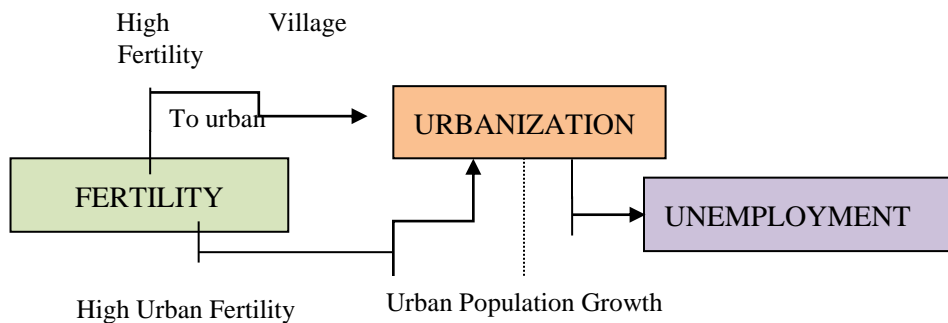 High Village
Fertility
To urban
URBANIZATION
FERTILITY
UNEMPLOYMENT
High Urban Fertility
Urban Population Growth